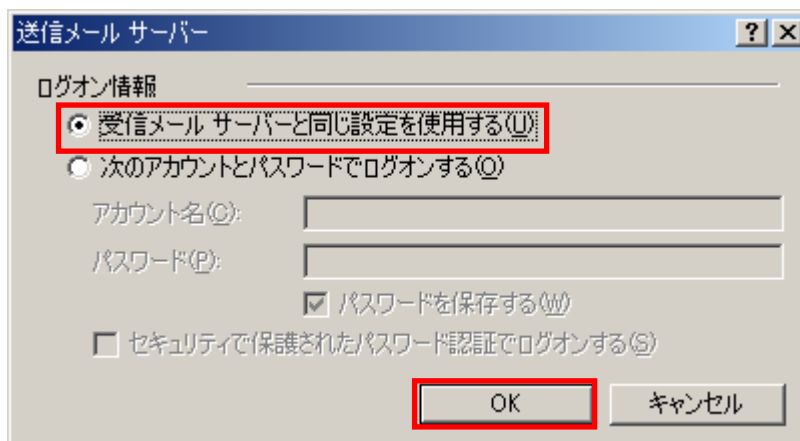 送信メール サーバー
ログオン情報
受信メール サーバーと同じ設定を使用する(U)
次のアカウントとパスワードでログオンする(O)
アカウント名(C):
パスワード(P):
パスワードを保存する(W)
セキュリティで保護されたパスワード認証でログオンする(S)
OK キャンセル